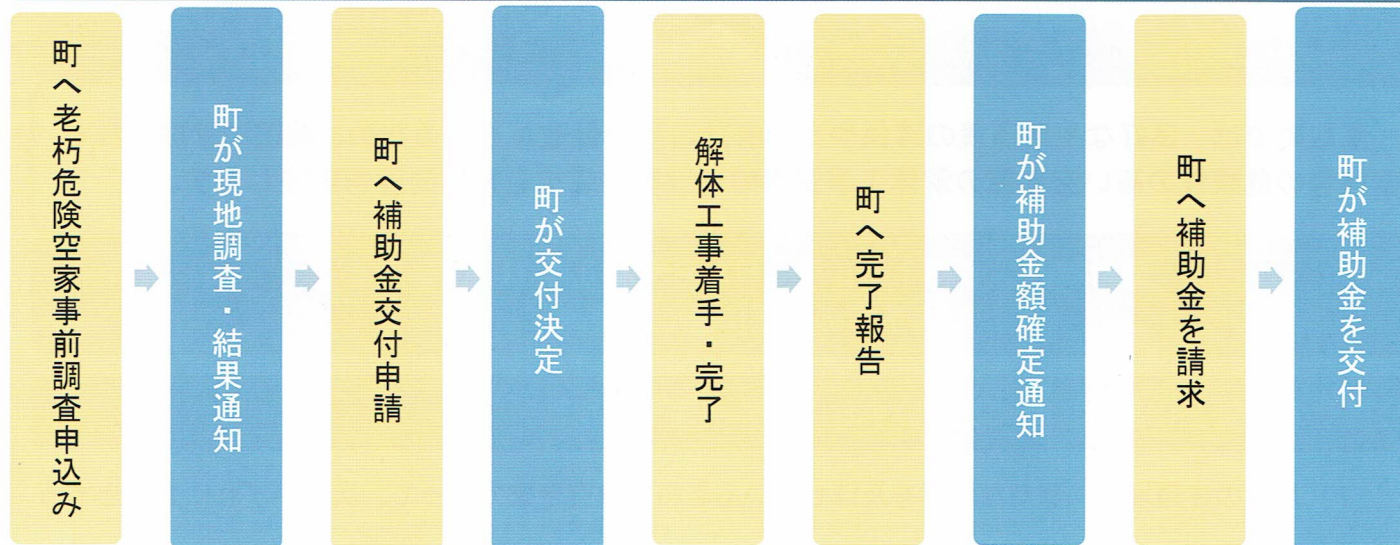 町へ老朽危険空家事前調査申込み
町が現地調査・結果通知
町へ補助金交付申請
町が交付決定
解体工事着手・完了
町へ完了報告
町が補助金額確定通知
町へ補助金を請求
町が補助金を交付